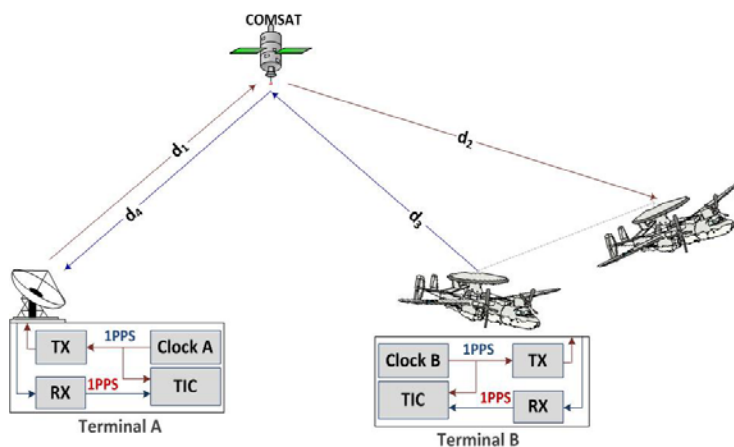 COMSAT
d₁
d₂
d₄
d₃
TX
1PPS
Clock A
RX
1PPS
TIC
Terminal A
Clock B
1PPS
TX
TIC
1PPS
RX
Terminal B